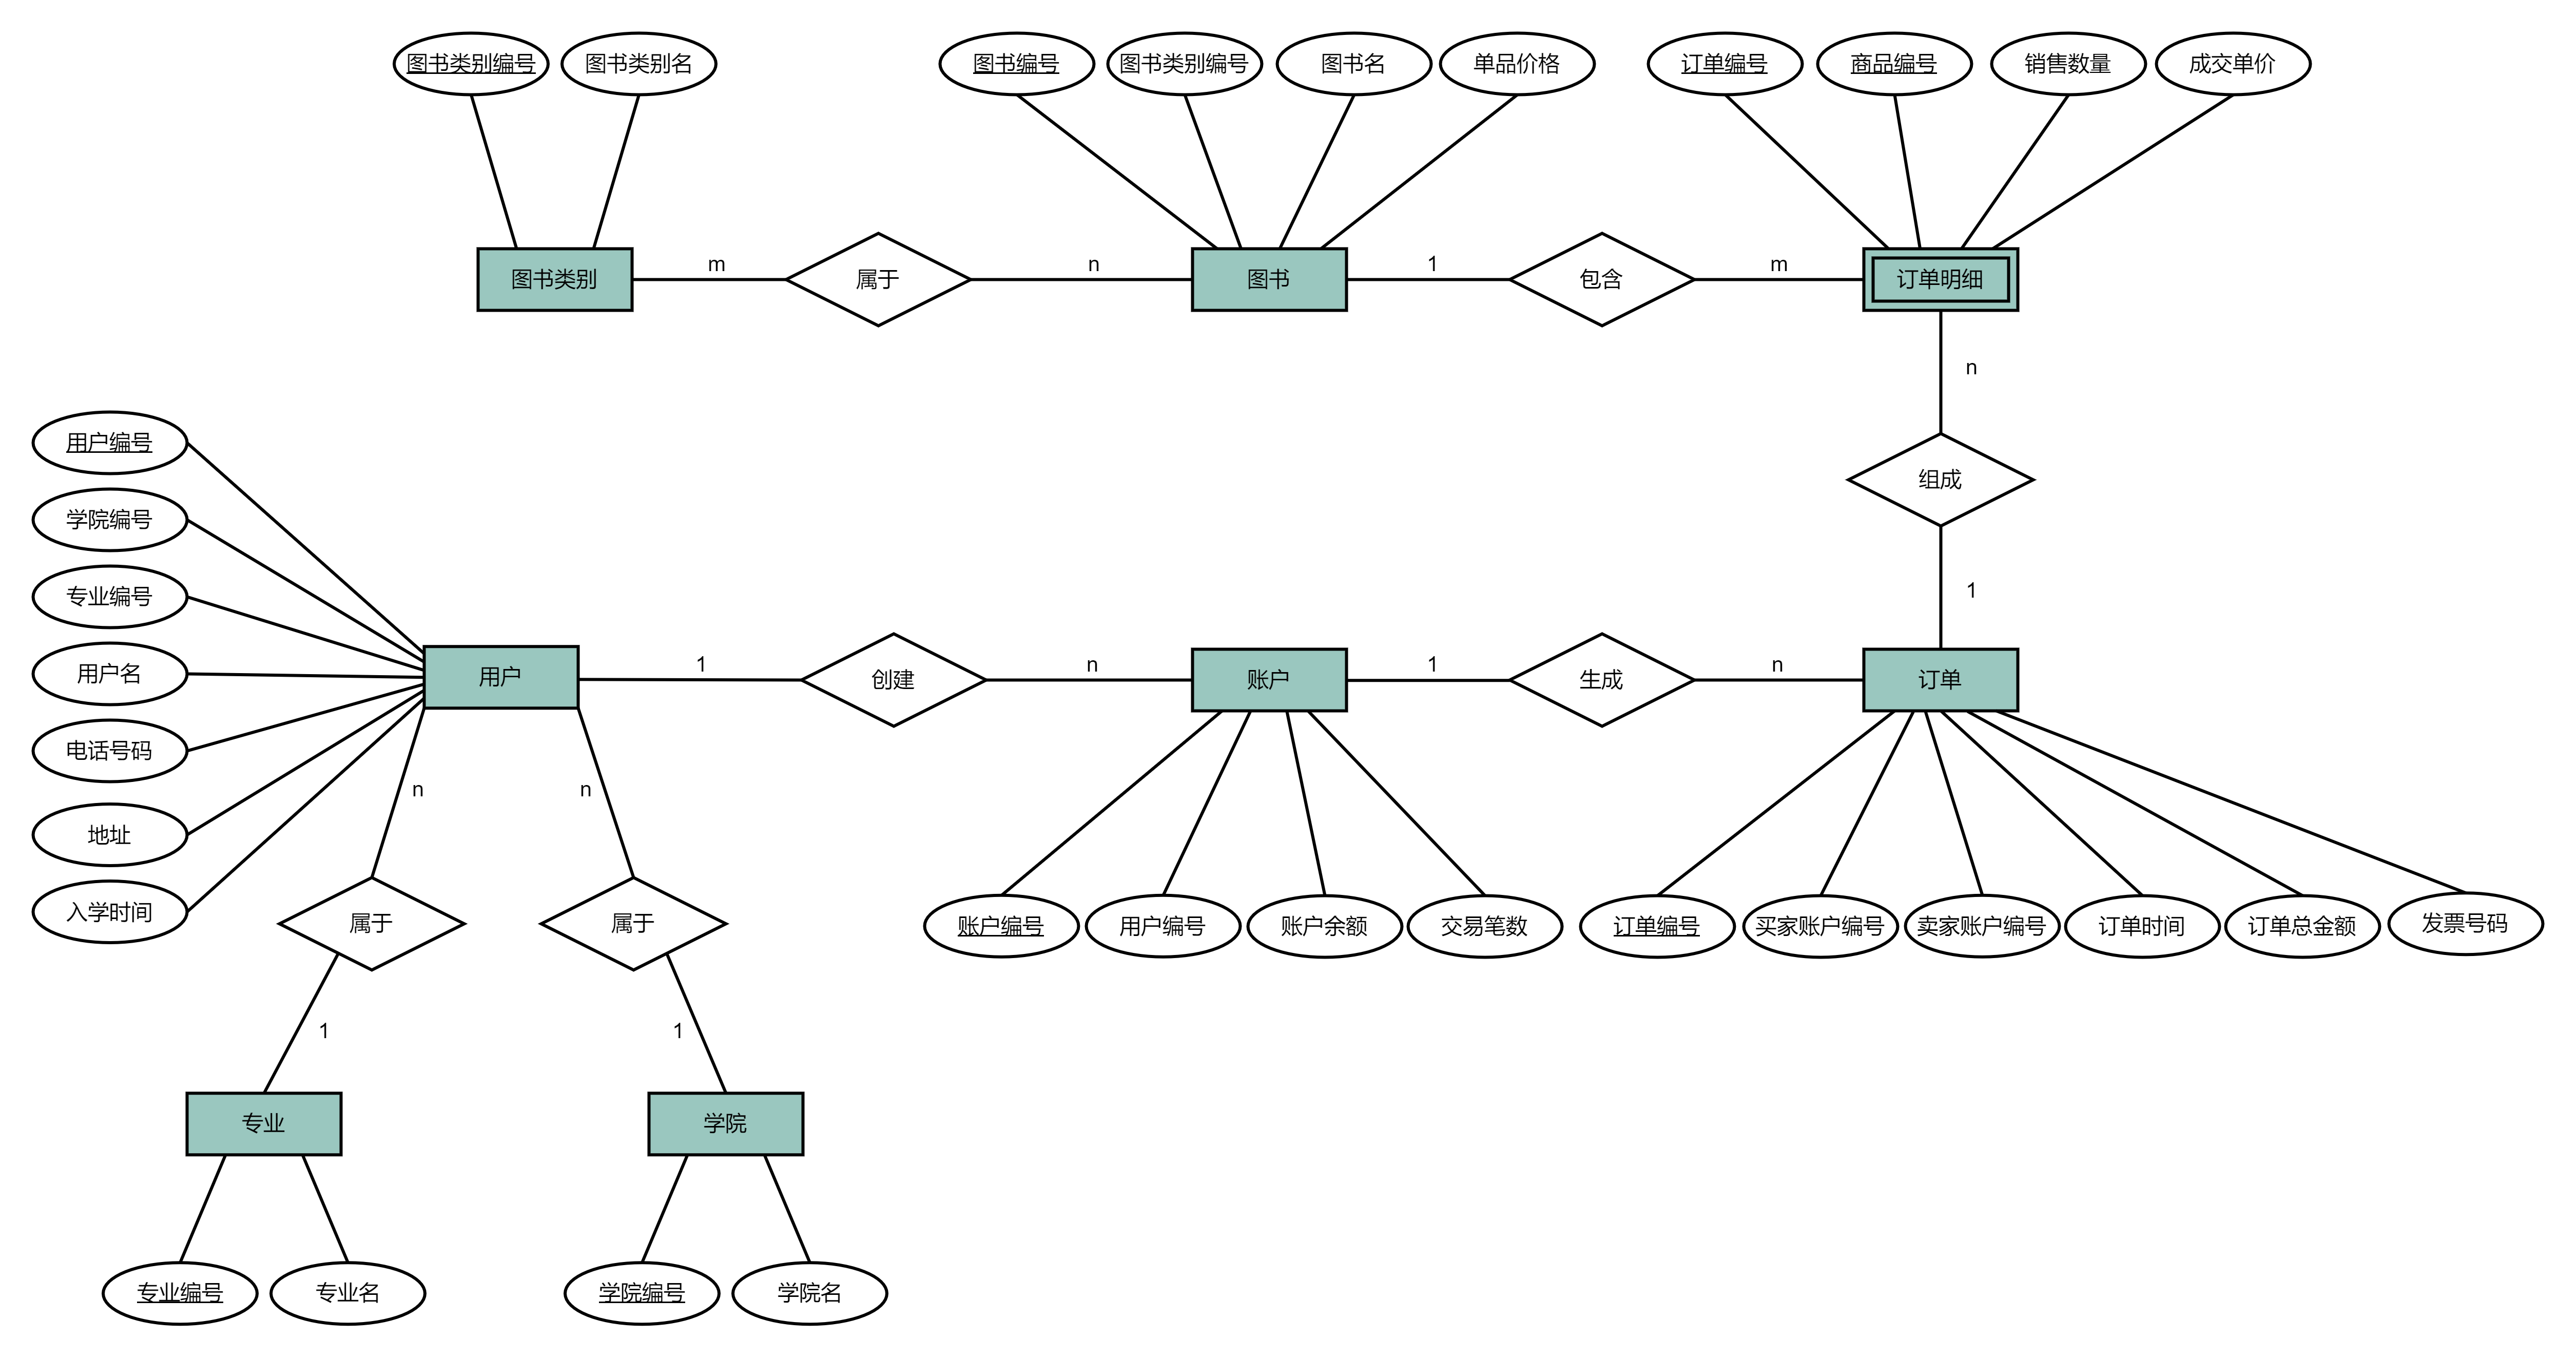 图书类别编号
图书类别名
图书编号
图书类别编号
图书名
单品价格
订单编号
商品编号
销售数量
成交单价
图书类别
m
属于
n
图书
1
包含
m
订单明细
n
组成
1
用户编号
学院编号
专业编号
用户名
电话号码
地址
入学时间
用户
1
创建
n
账户
1
生成
n
订单
n
n
属于
属于
账户编号
用户编号
账户余额
交易笔数
订单编号
买家账户编号
卖家账户编号
订单时间
订单总金额
发票号码
1
1
专业
学院
专业编号
专业名
学院编号
学院名